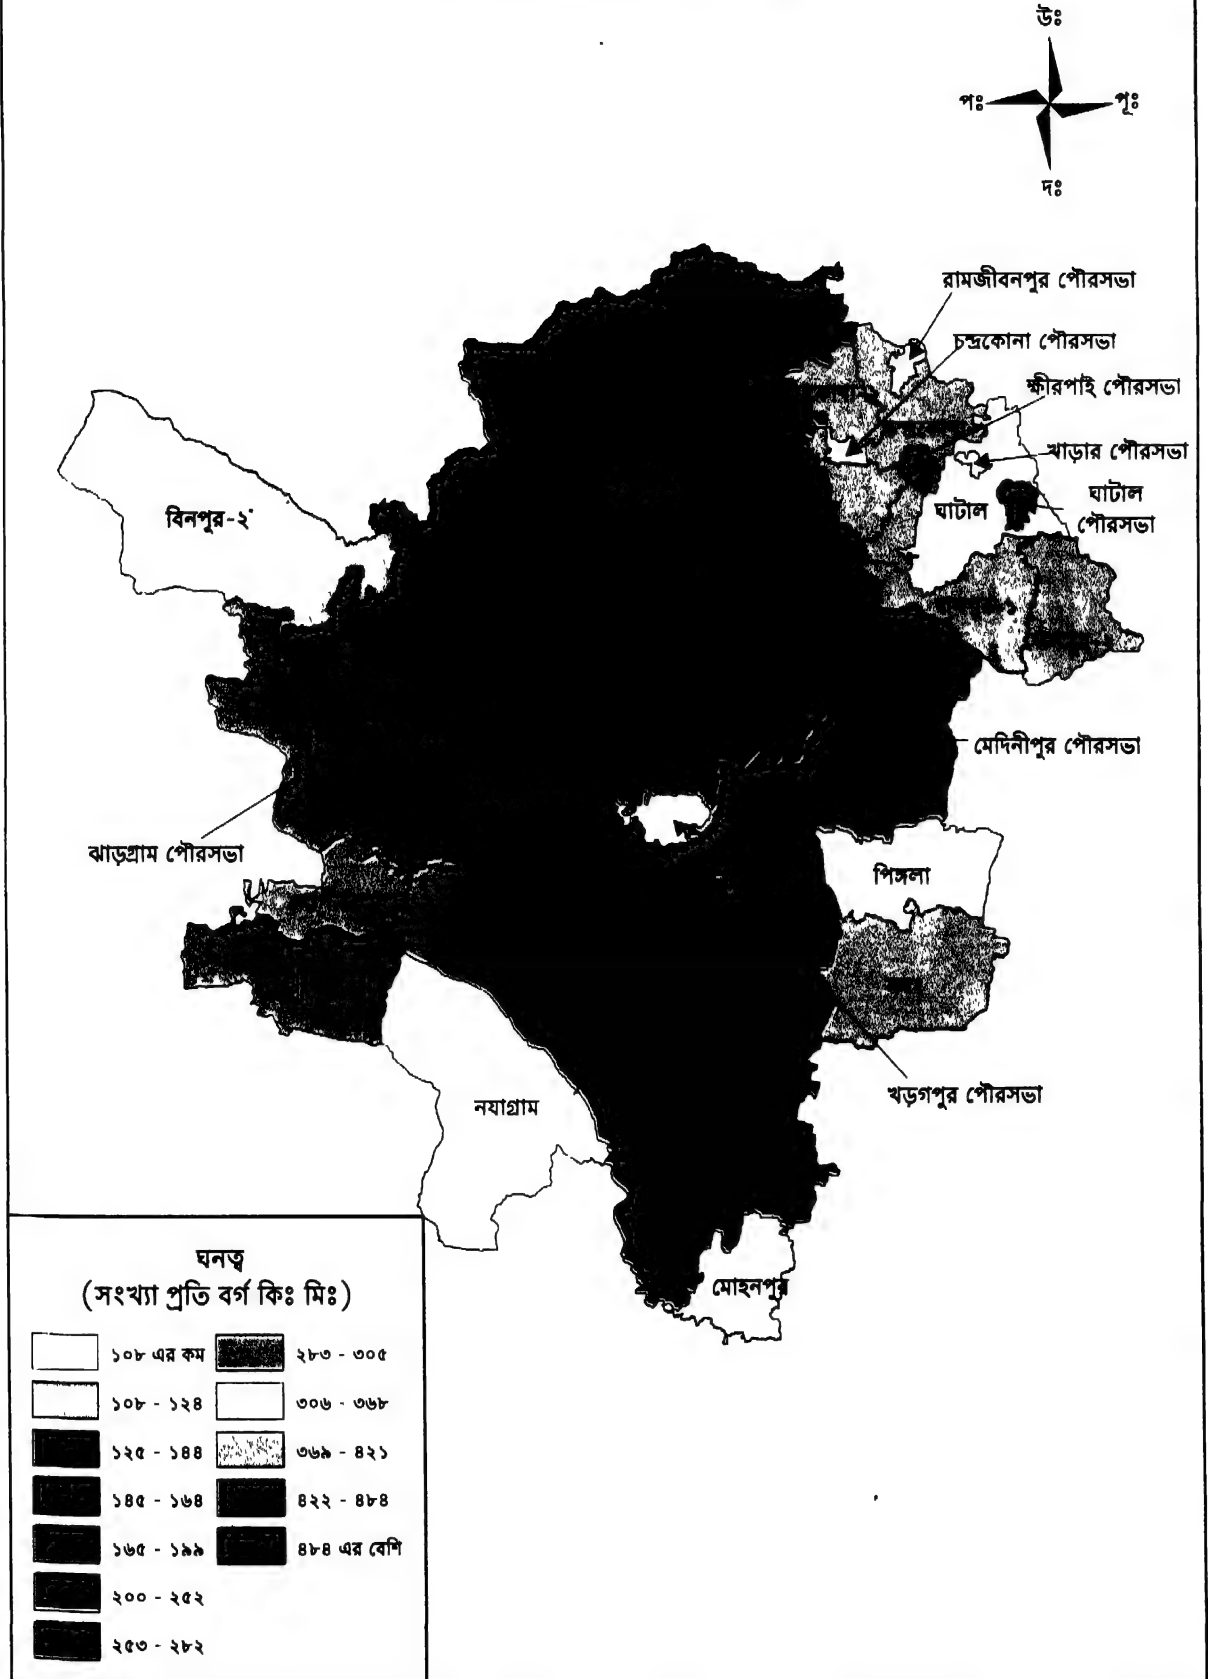 উঃ
পঃ
পূঃ
দঃ
রামজীবনপুর পৌরসভা
চন্দ্রকোনা পৌরসভা
ক্ষীরপাই পৌরসভা
খাড়ার পৌরসভা
ঘাটাল
পৌরসভা
ঘাটাল
বিনপুর-২
মেদিনীপুর পৌরসভা
ঝাড়গ্রাম পৌরসভা
পিঙ্গলা
খড়গপুর পৌরসভা
নযাগ্রাম
মোহনপুর
ঘনত্ব
(সংখ্যা প্রতি বর্গ কিঃ মিঃ)
১০৮ এর কম
১০৮ - ১২৪
১২৫ - ১৪৪
১৪৫ - ১৬৪
১৬৫ - ১৯৯
২০০ - ২৫২
২৫৩ - ২৮২
২৮৩ - ৩০৫
৩০৬ - ৩৬৮
৩৬৯ - ৪২১
৪২২ - ৪৮৪
৪৮৪ এর বেশি